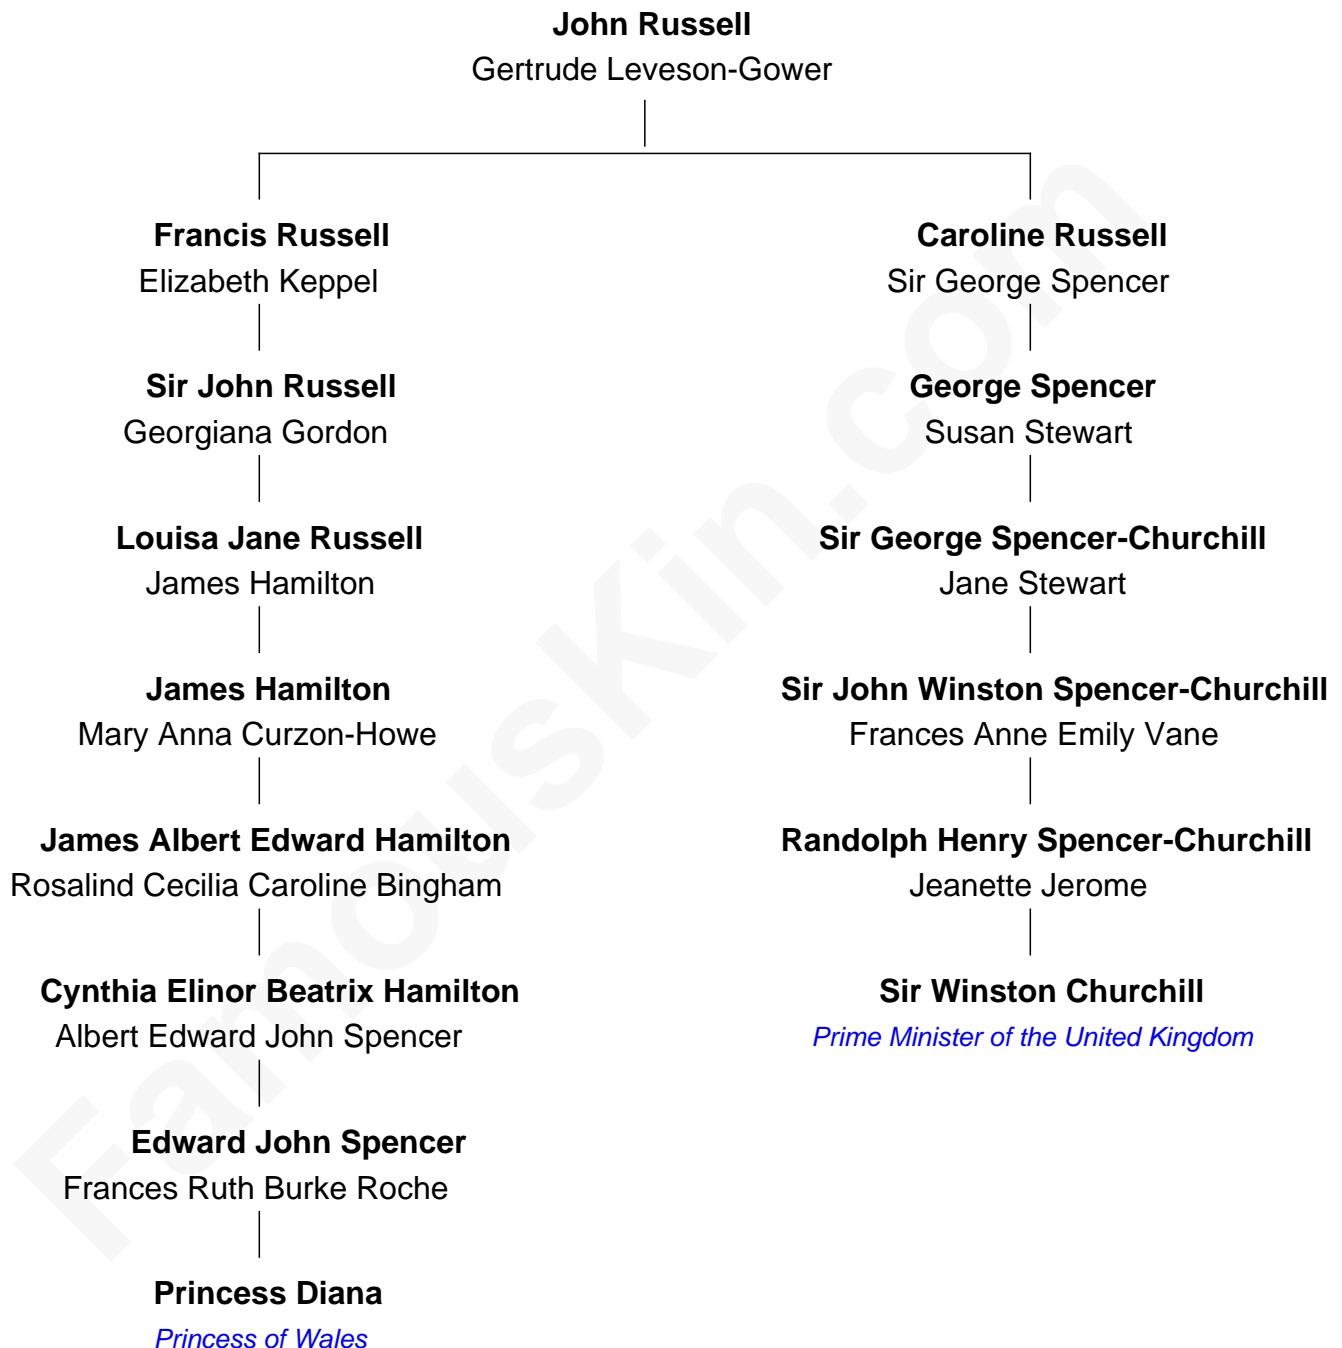 John Russell
Gertrude Leveson-Gower
Francis Russell
Elizabeth Keppel
Caroline Russell
Sir George Spencer
Sir John Russell
Georgiana Gordon
George Spencer
Susan Stewart
Louisa Jane Russell
James Hamilton
Sir George Spencer-Churchill
Jane Stewart
James Hamilton
Mary Anna Curzon-Howe
Sir John Winston Spencer-Churchill
Frances Anne Emily Vane
James Albert Edward Hamilton
Rosalind Cecilia Caroline Bingham
Randolph Henry Spencer-Churchill
Jeanette Jerome
Cynthia Elinor Beatrix Hamilton
Albert Edward John Spencer
Sir Winston Churchill
Prime Minister of the United Kingdom
Edward John Spencer
Frances Ruth Burke Roche
Princess Diana
Princess of Wales
FamousKin.com